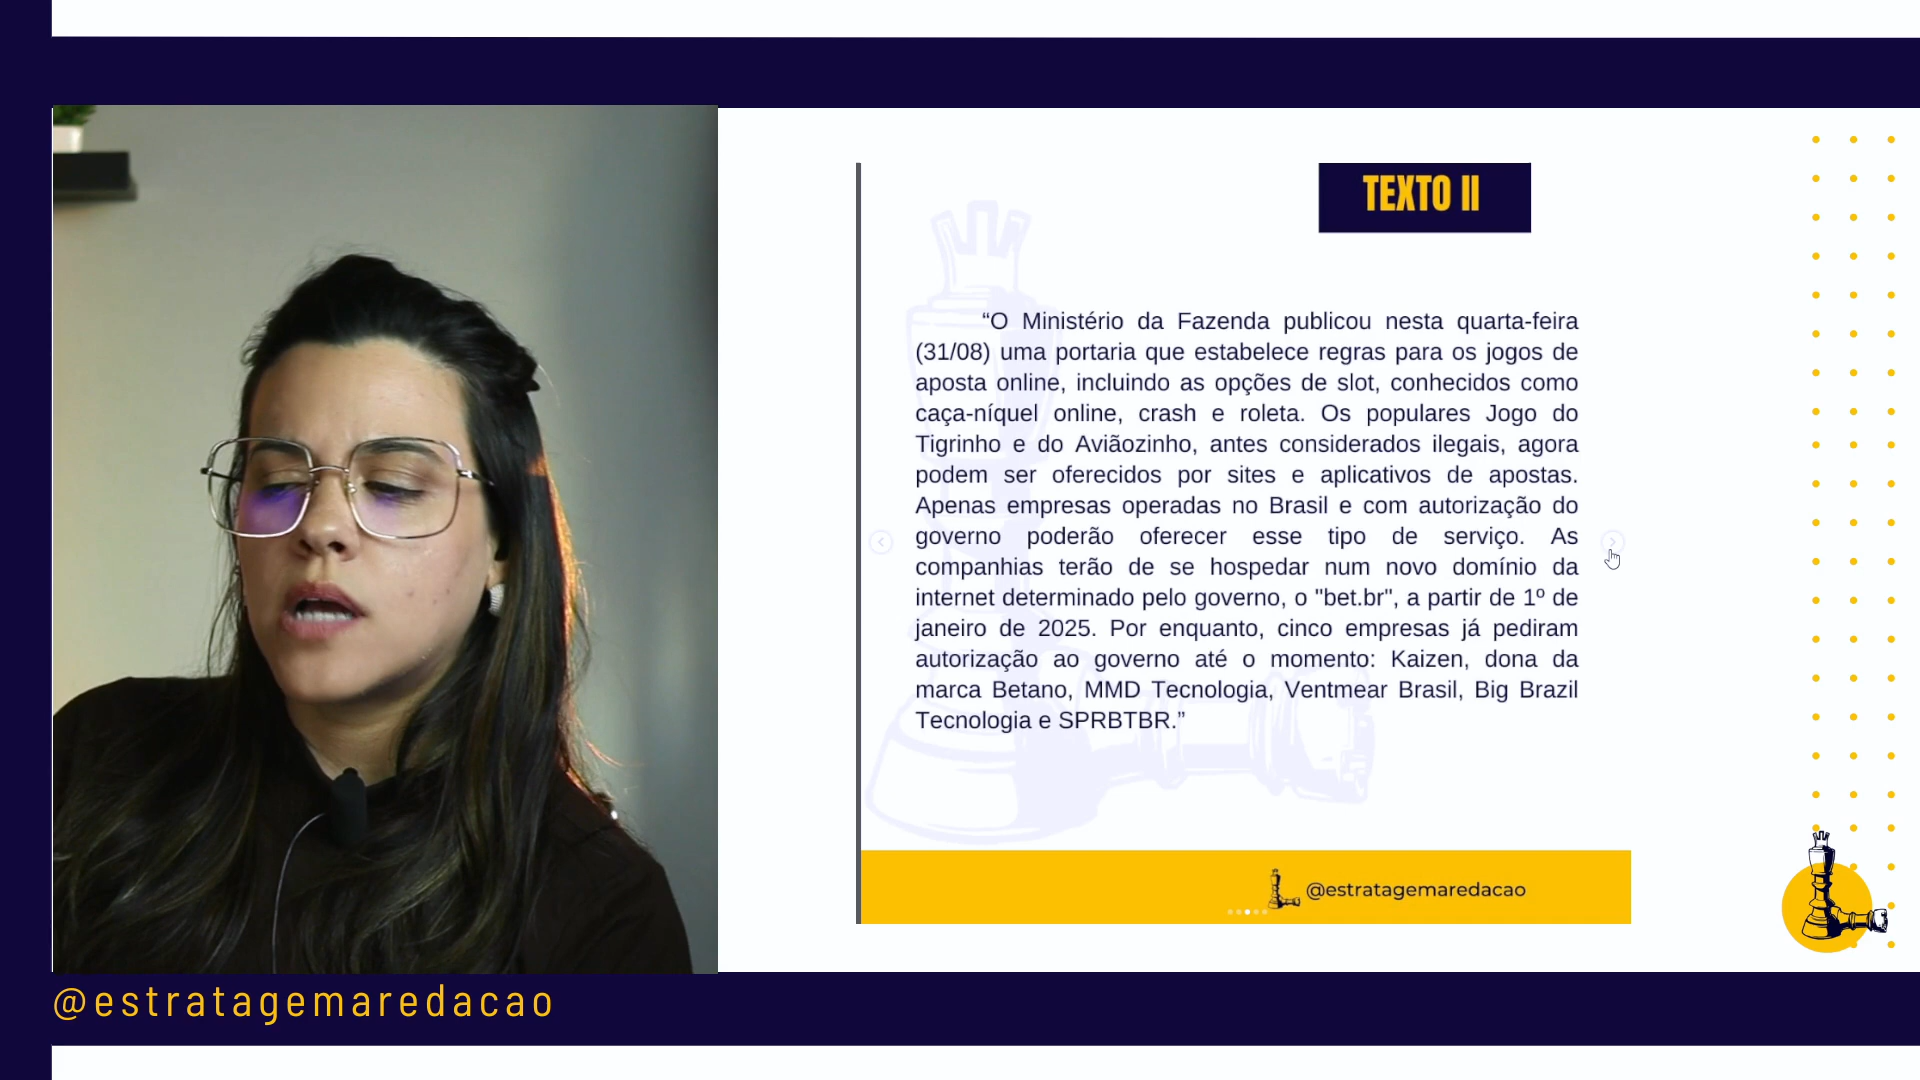 TEXTO II
“O Ministério da Fazenda publicou nesta quarta-feira
(31/08) uma portaria que estabelece regras para os jogos de
aposta online, incluindo as opções de slot, conhecidos como
caça-níquel online, crash e roleta. Os populares Jogo do
Tigrinho e do Aviãozinho, antes considerados ilegais, agora
podem ser oferecidos por sites e aplicativos de apostas.
Apenas empresas operadas no Brasil e com autorização do
governo poderão oferecer esse tipo de serviço. As
companhias terão de se hospedar num novo domínio da
internet determinado pelo governo, o "bet.br", a partir de 1º de
janeiro de 2025. Por enquanto, cinco empresas já pediram
autorização ao governo até o momento: Kaizen, dona da
marca Betano, MMD Tecnologia, Ventmear Brasil, Big Brazil
Tecnologia e SPRBTBR.”
@estratagemaredacao
@estratagemaredacao